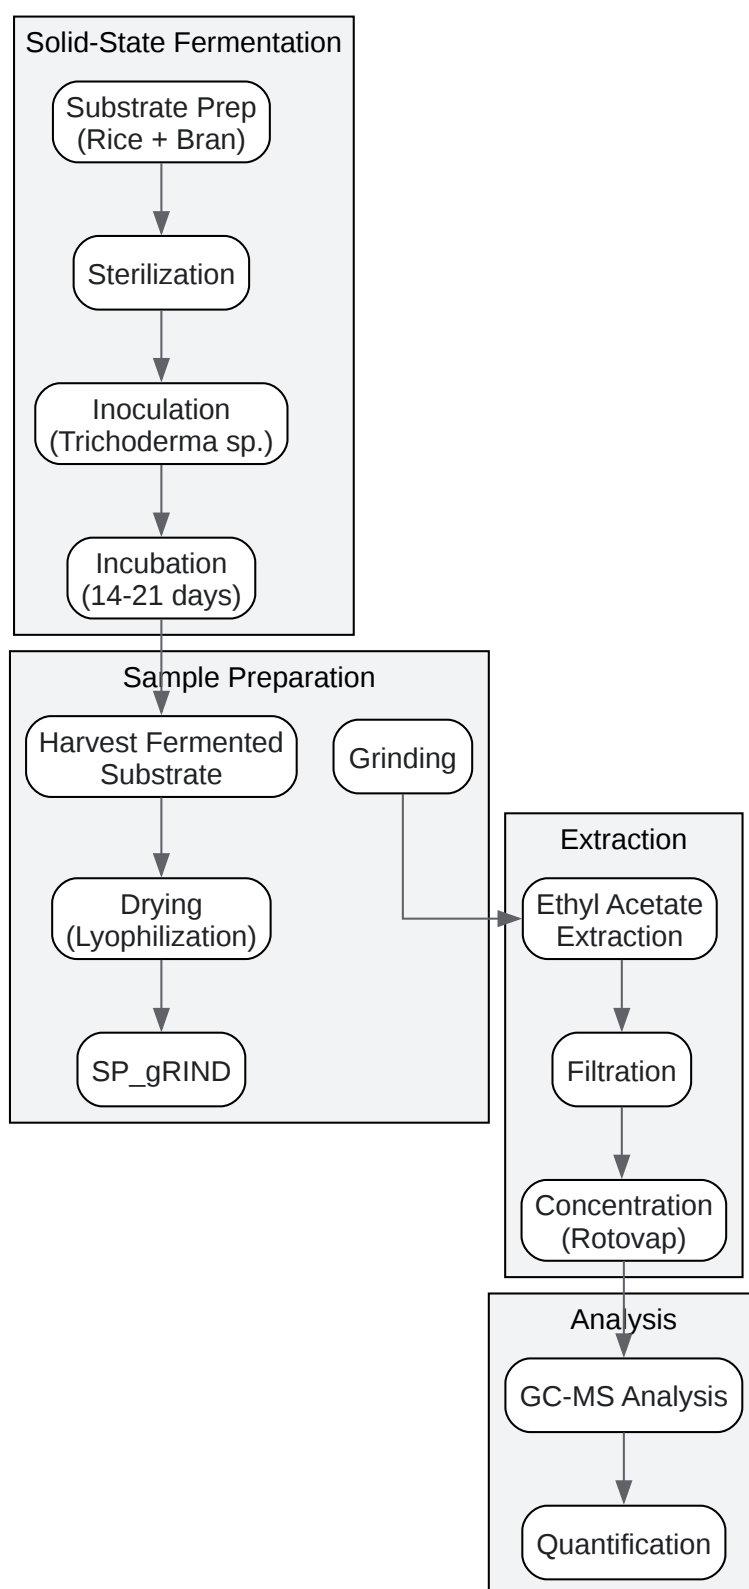 Solid-State Fermentation
Substrate Prep
(Rice + Bran)
Sterilization
Inoculation
(Trichoderma sp.)
Incubation
(14-21 days)
Sample Preparation
Harvest Fermented
Substrate
Grinding
Drying
(Lyophilization)
SP_gRIND
Extraction
Ethyl Acetate
Extraction
Filtration
Concentration
(Rotovap)
Analysis
GC-MS Analysis
Quantification